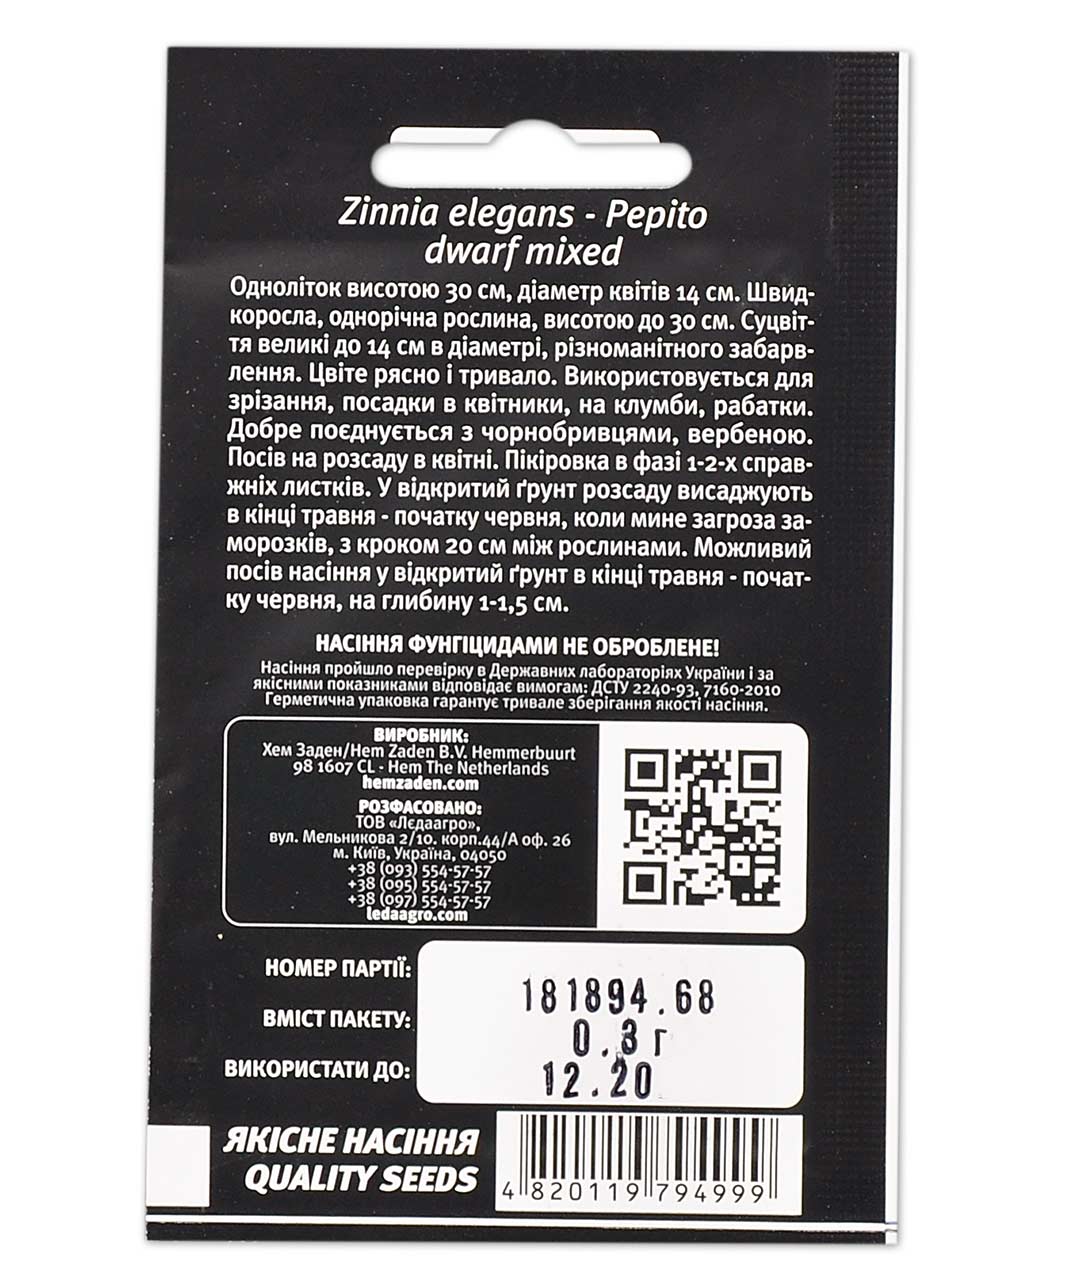 Zinnia elegans - Pepito
dwarf mixed
Одноліток висотою 30 см, діаметр квітів 14 см. Швид-
коросла, однорічна рослина, висотою до 30 см. Суцвіт-
тя великі до 14 см в діаметрі, різноманітного забарв-
лення. Цвіте рясно і тривало. Використовується для
зрізання, посадки в квітники, на клумби, рабатки.
Добре поєднується з чорнобривцями, вербеною.
Посів на розсаду в квітні. Пікіровка в фазі 1-2-х справ-
жніх листків. У відкритий ґрунт розсаду висаджують
в кінці травня - початку червня, коли мине загроза за-
морозків, з кроком 20 см між рослинами. Можливий
посів насіння у відкритий ґрунт в кінці травня - почат-
ку червня, на глибину 1-1,5 см.
НАСІННЯ ФУНГІЦИДАМИ НЕ ОБРОБЛЕНЕ!
Насіння пройшло перевірку в Державних лабораторіях України і за
якісними показниками відповідає вимогам: ДСТУ 2240-93, 7160-2010
Герметична упаковка гарантує тривале зберігання якості насіння.
ВИРОБНИК:
Хем Заден/Hem Zaden B.V. Hemmerbuurt
98 1607 CL - Hem The Netherlands
hemzaden.com
РОЗФАСОВАНО:
ТОВ «Лєдаагро»,
вул. Мельникова 2/10. корп.44/А оф. 26
м. Київ, Україна, 04050
+38 (093) 554-57-57
+38 (095) 554-57-57
+38 (097) 554-57-57
ledaagro.com
НОМЕР ПАРТІЇ: 181894.68
ВМІСТ ПАКЕТУ: 0.3 г
ВИКОРИСТАТИ ДО: 12.20
ЯКІСНЕ НАСІННЯ
QUALITY SEEDS
4 820119 794999